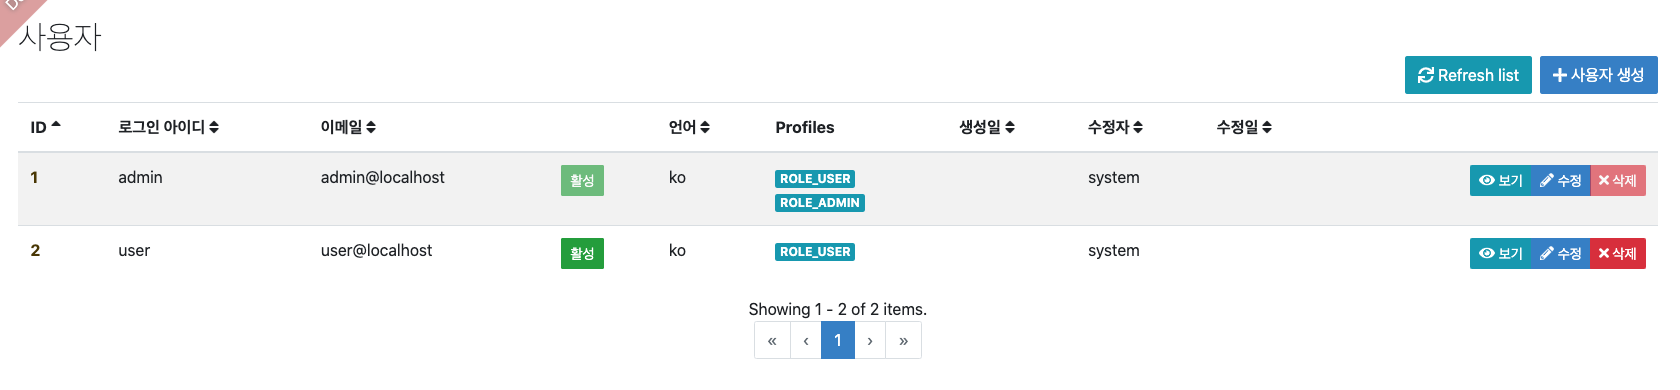 사용자
Refresh list 사용자 생성
ID 로그인 아이디 이메일 언어 Profiles 생성일 수정자 수정일
1 admin admin@localhost 활성 ko ROLE_USER system 보기 수정 삭제
ROLE_ADMIN
2 user user@localhost 활성 ko ROLE_USER system 보기 수정 삭제
Showing 1 - 2 of 2 items.
« ‹ 1 › »